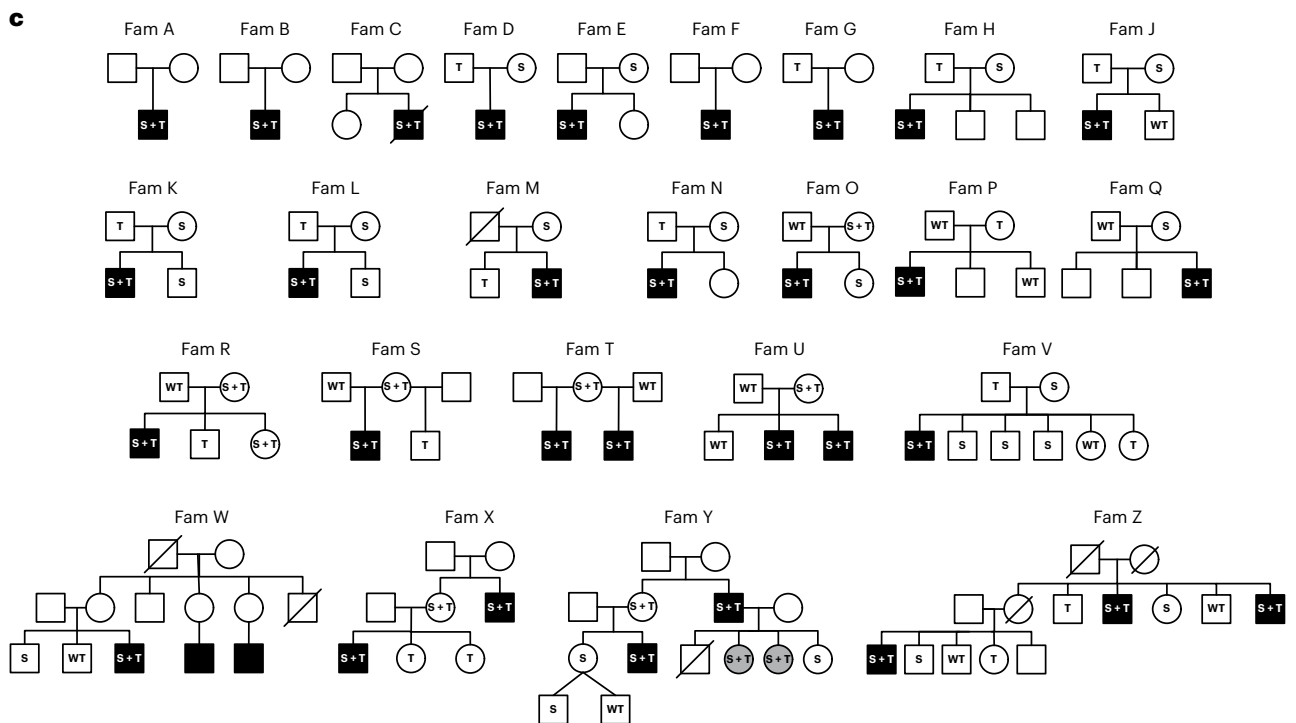 c
Fam A Fam B Fam C Fam D Fam E Fam F Fam G Fam H Fam J
T S S T T S T S
S + T S + T S + T S + T S + T S + T S + T S + T S + T WT
Fam K Fam L Fam M Fam N Fam O Fam P Fam Q
T S T S S T S WT S + T WT T WT S
S + T S S + T S T S + T S + T S + T S S + T WT S + T
Fam R Fam S Fam T Fam U Fam V
WT S + T WT S + T S + T WT WT S + T T S
S + T T S + T S + T T S + T S + T WT S + T S + T S + T S S S WT T
Fam W Fam X Fam Y Fam Z
S + T S + T S + T S + T T S + T S WT S + T
S WT S + T S + T T T S S + T S + T S + T S S + T S WT T
S WT